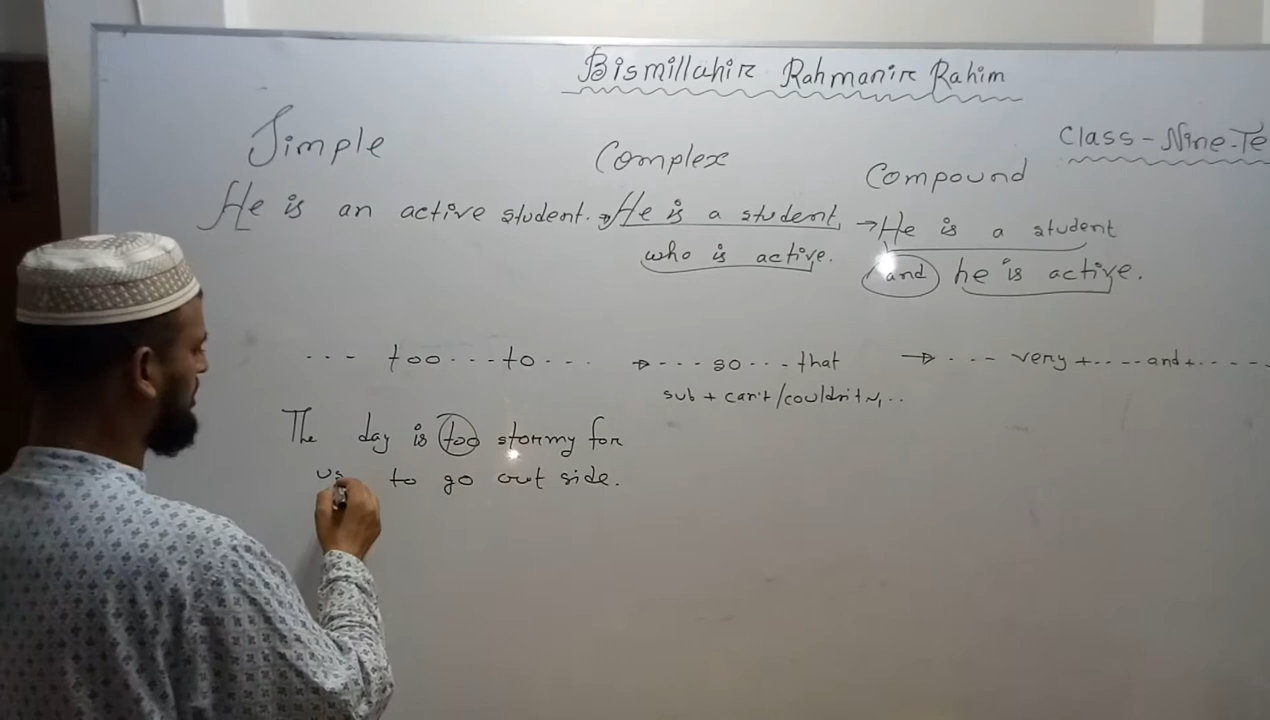 Bismillahir Rahmanir Rahim
Class - Nine-Te
Simple
Complex
Compound
He is an active student. → He is a student,
who is active.
→ He is a student
and he is active.
... too ... to ...
→ ... so ... that
sub + can't/couldn't ...
→ ... very + .... and + .....
The day is too stormy for
us to go out side.